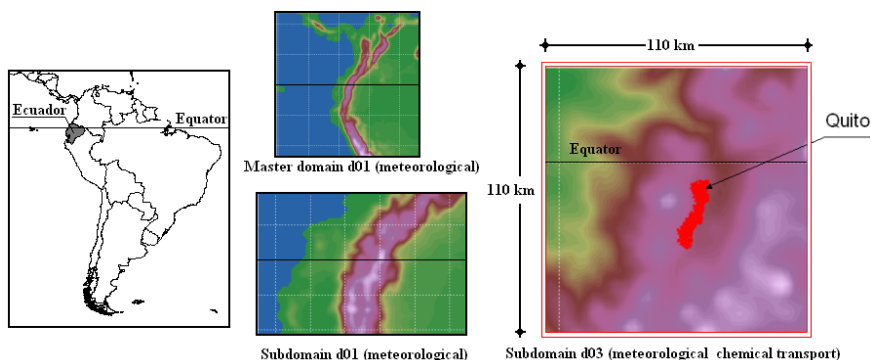 Ecuador
Equator
Master domain d01 (meteorological)
Subdomain d01 (meteorological)
110 km
110 km
Equator
Quito
Subdomain d03 (meteorological chemical transport)